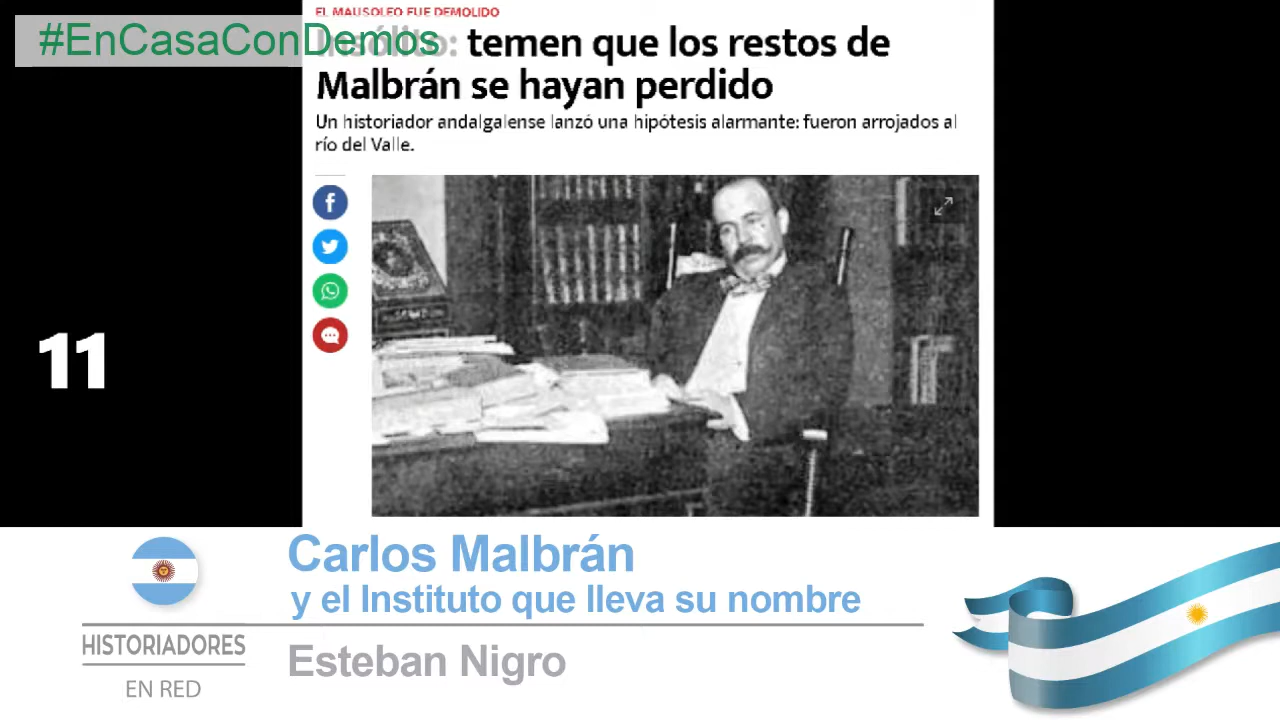 EL MAUSOLEO FUE DEMOLIDO
#EnCasaConDemos
Insólito: temen que los restos de
Malbrán se hayan perdido
Un historiador andalgalense lanzó una hipótesis alarmante: fueron arrojados al
río del Valle.
11
Carlos Malbrán
y el Instituto que lleva su nombre
HISTORIADORES
EN RED
Esteban Nigro